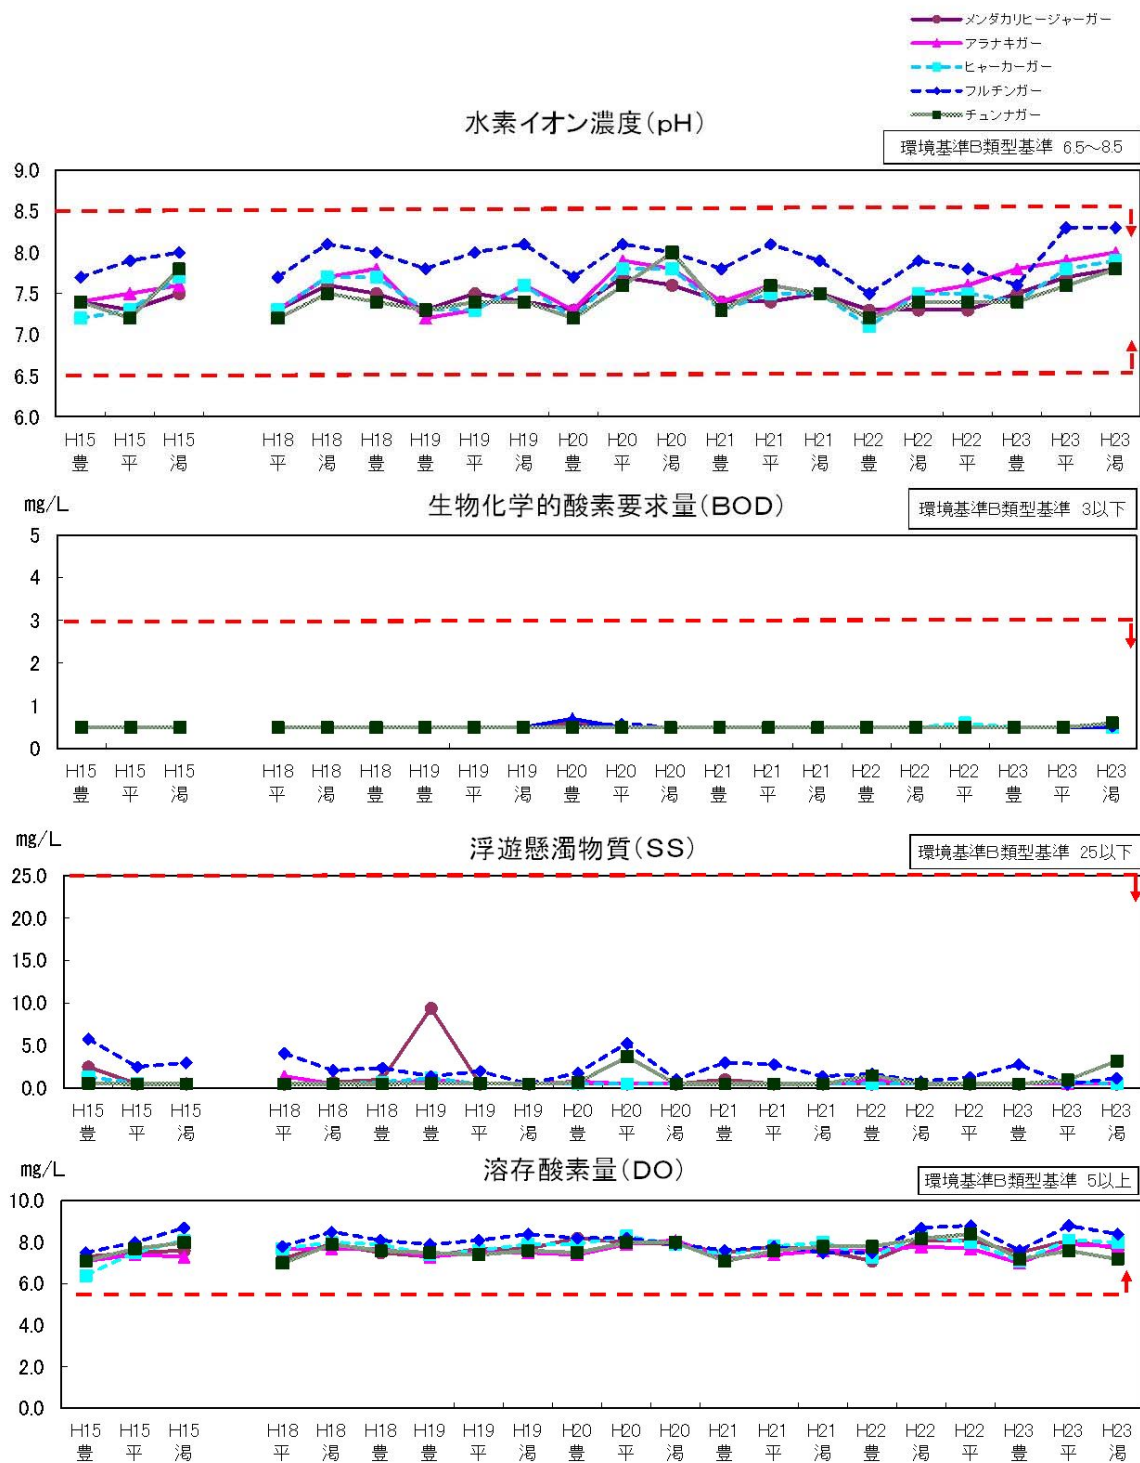 メンダカリヒージャーガー
アラナキガー
ヒャーカーガー
フルチンガー
チュンナガー
水素イオン濃度(pH)
環境基準B類型基準 6.5~8.5
9.0
8.5
8.0
7.5
7.0
6.5
6.0
H15 H15 H15 H18 H18 H18 H19 H19 H19 H20 H20 H20 H21 H21 H21 H22 H22 H22 H23 H23 H23
豊 平 渇 平 渇 豊 豊 平 渇 豊 平 渇 豊 平 渇 豊 渇 平 豊 平 渇
mg/L
生物化学的酸素要求量(BOD)
環境基準B類型基準 3以下
5
4
3
2
1
0
H15 H15 H15 H18 H18 H18 H19 H19 H19 H20 H20 H20 H21 H21 H21 H22 H22 H22 H23 H23 H23
豊 平 渇 平 渇 豊 豊 平 渇 豊 平 渇 豊 平 渇 豊 渇 平 豊 平 渇
mg/L
浮遊懸濁物質(SS)
環境基準B類型基準 25以下
25.0
20.0
15.0
10.0
5.0
0.0
H15 H15 H15 H18 H18 H18 H19 H19 H19 H20 H20 H20 H21 H21 H21 H22 H22 H22 H23 H23 H23
豊 平 渇 平 渇 豊 豊 平 渇 豊 平 渇 豊 平 渇 豊 渇 平 豊 平 渇
mg/L
溶存酸素量(DO)
環境基準B類型基準 5以上
10.0
8.0
6.0
4.0
2.0
0.0
H15 H15 H15 H18 H18 H18 H19 H19 H19 H20 H20 H20 H21 H21 H21 H22 H22 H22 H23 H23 H23
豊 平 渇 平 渇 豊 豊 平 渇 豊 平 渇 豊 平 渇 豊 渇 平 豊 平 渇